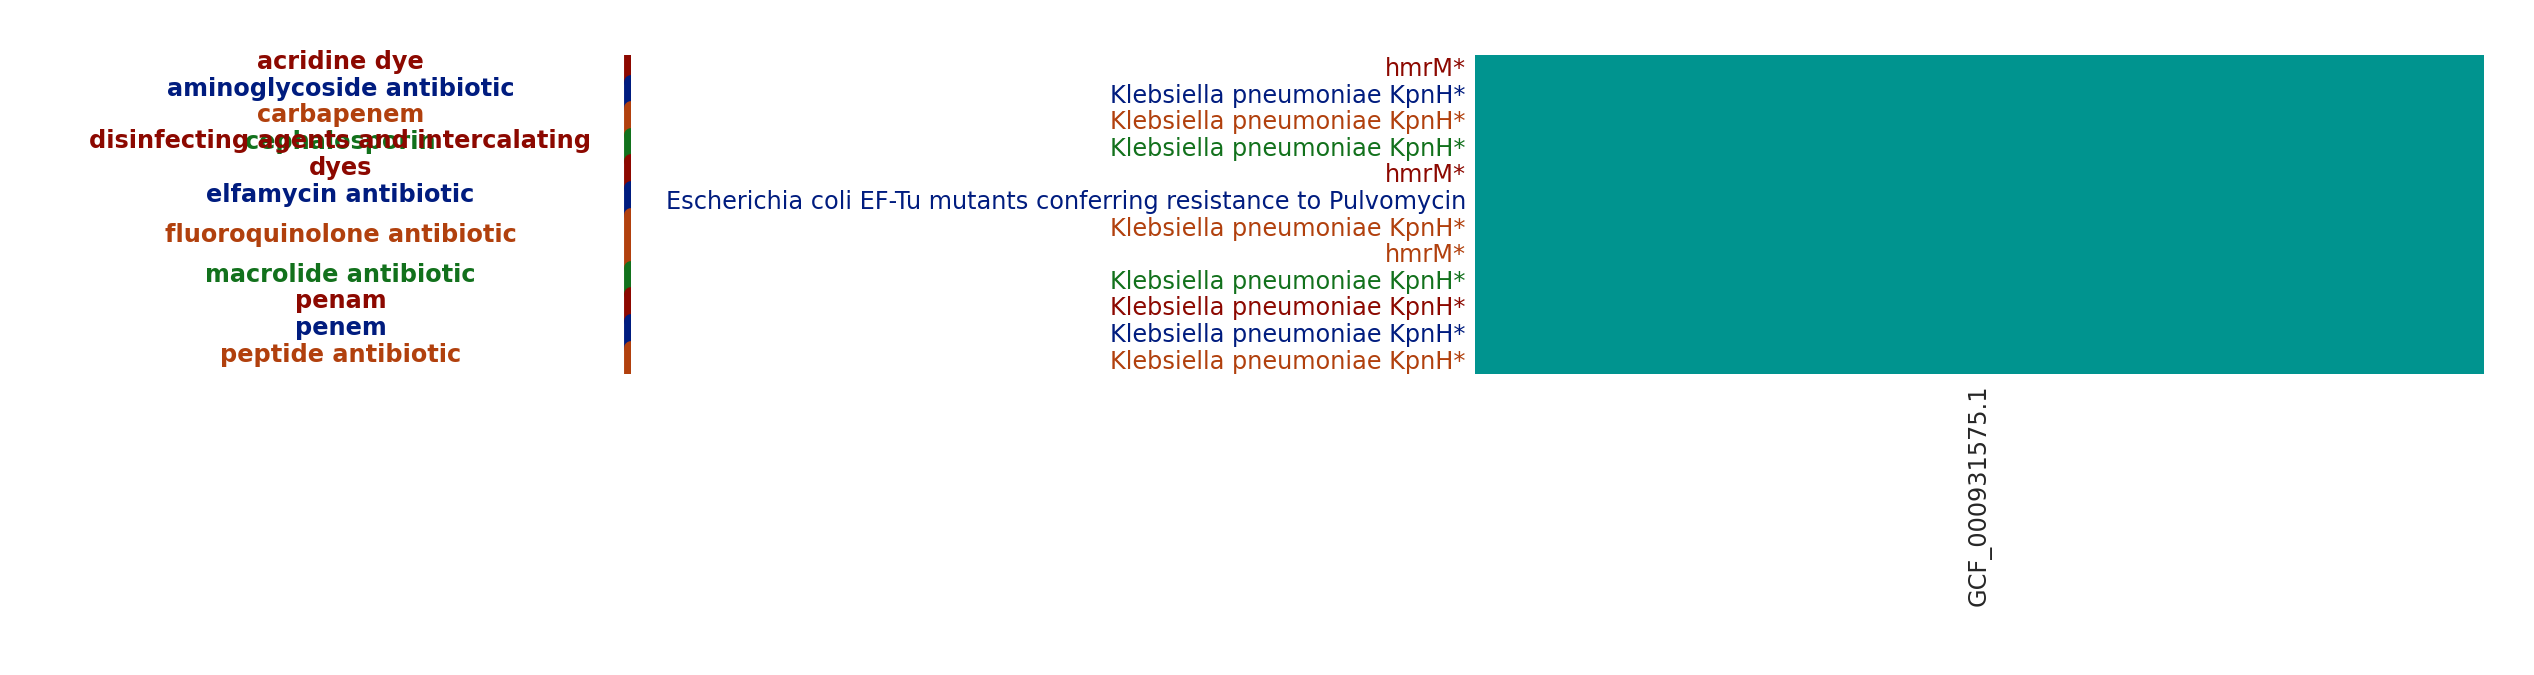 acridine dye
aminoglycoside antibiotic
carbapenem
cephalosporin
disinfecting agents and intercalating
dyes
elfamycin antibiotic
fluoroquinolone antibiotic
macrolide antibiotic
penam
penem
peptide antibiotic
hmrM*
Klebsiella pneumoniae KpnH*
Klebsiella pneumoniae KpnH*
Klebsiella pneumoniae KpnH*
hmrM*
Escherichia coli EF-Tu mutants conferring resistance to Pulvomycin
Klebsiella pneumoniae KpnH*
hmrM*
Klebsiella pneumoniae KpnH*
Klebsiella pneumoniae KpnH*
Klebsiella pneumoniae KpnH*
Klebsiella pneumoniae KpnH*
GCF_000931575.1